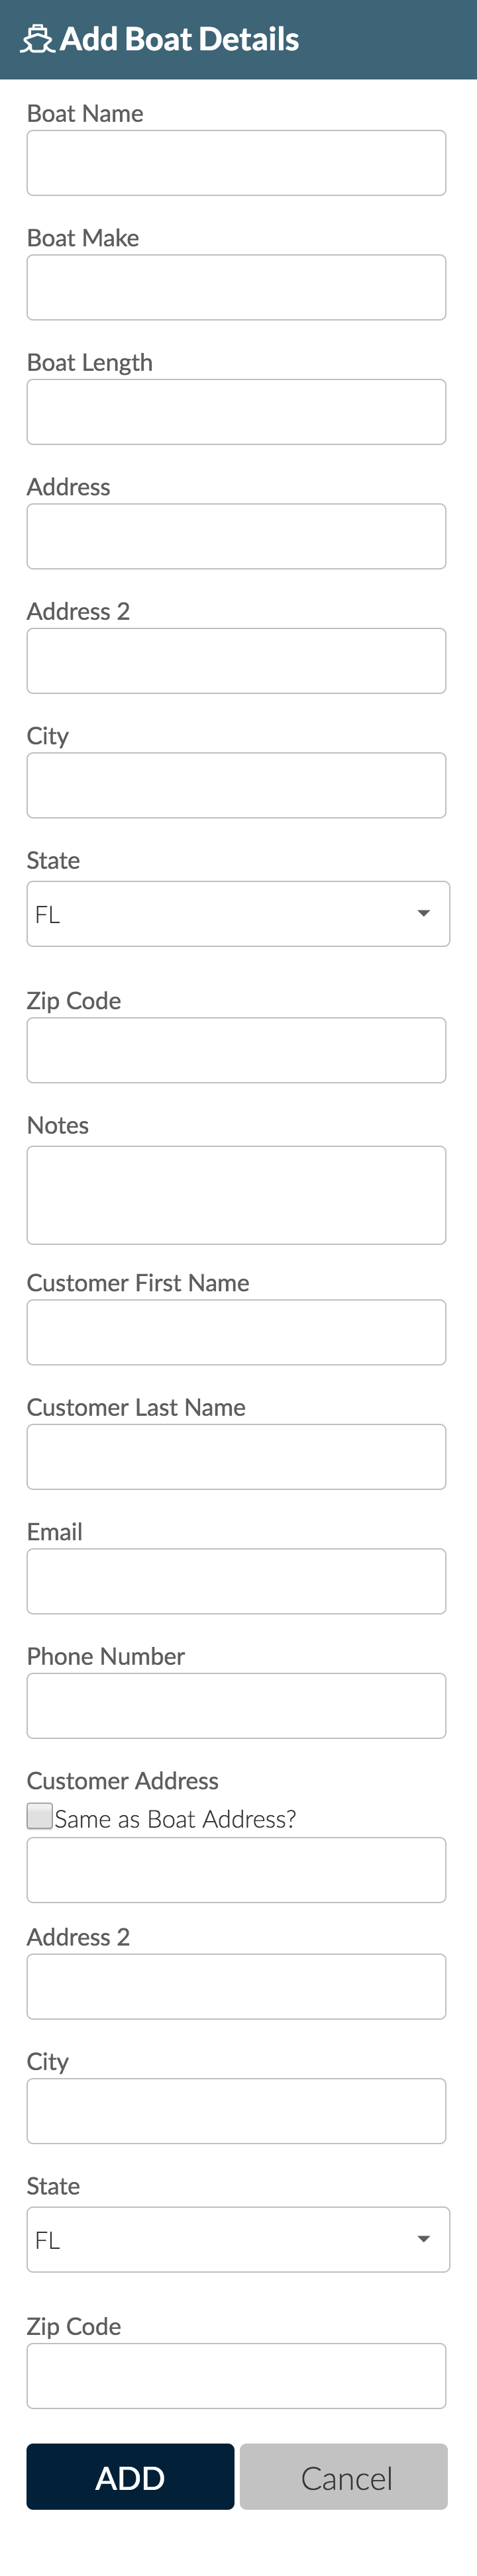 Add Boat Details
Boat Name
Boat Make
Boat Length
Address
Address 2
City
State
FL
Zip Code
Notes
Customer First Name
Customer Last Name
Email
Phone Number
Customer Address
Same as Boat Address?
Address 2
City
State
FL
Zip Code
ADD Cancel